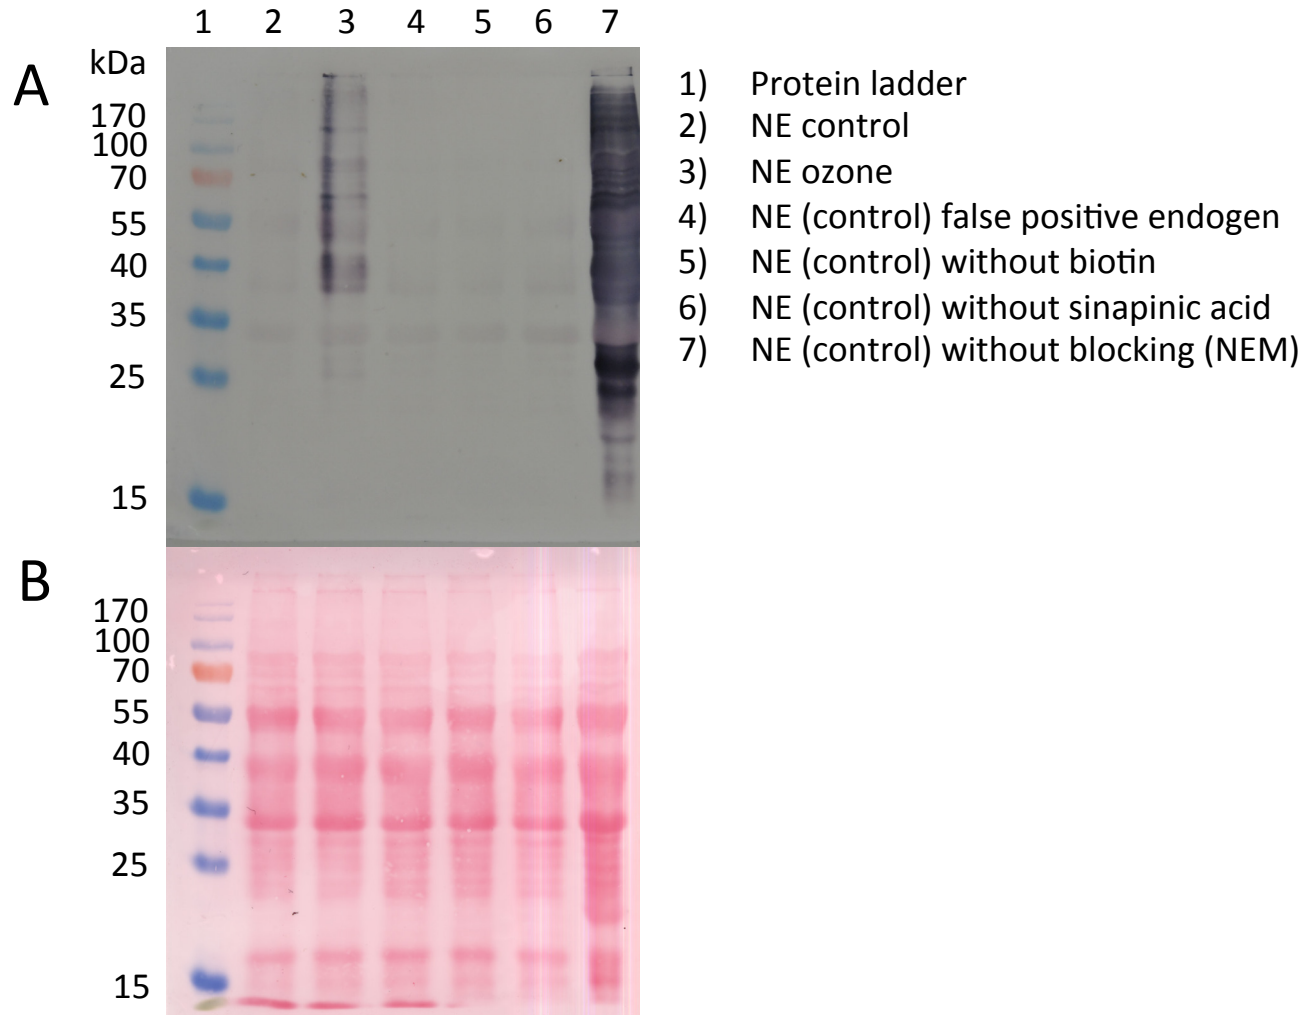 1 2 3 4 5 6 7
A
kDa
170
100
70
55
40
35
25
15
1) Protein ladder
2) NE control
3) NE ozone
4) NE (control) false positive endogen
5) NE (control) without biotin
6) NE (control) without sinapinic acid
7) NE (control) without blocking (NEM)
B
170
100
70
55
40
35
25
15